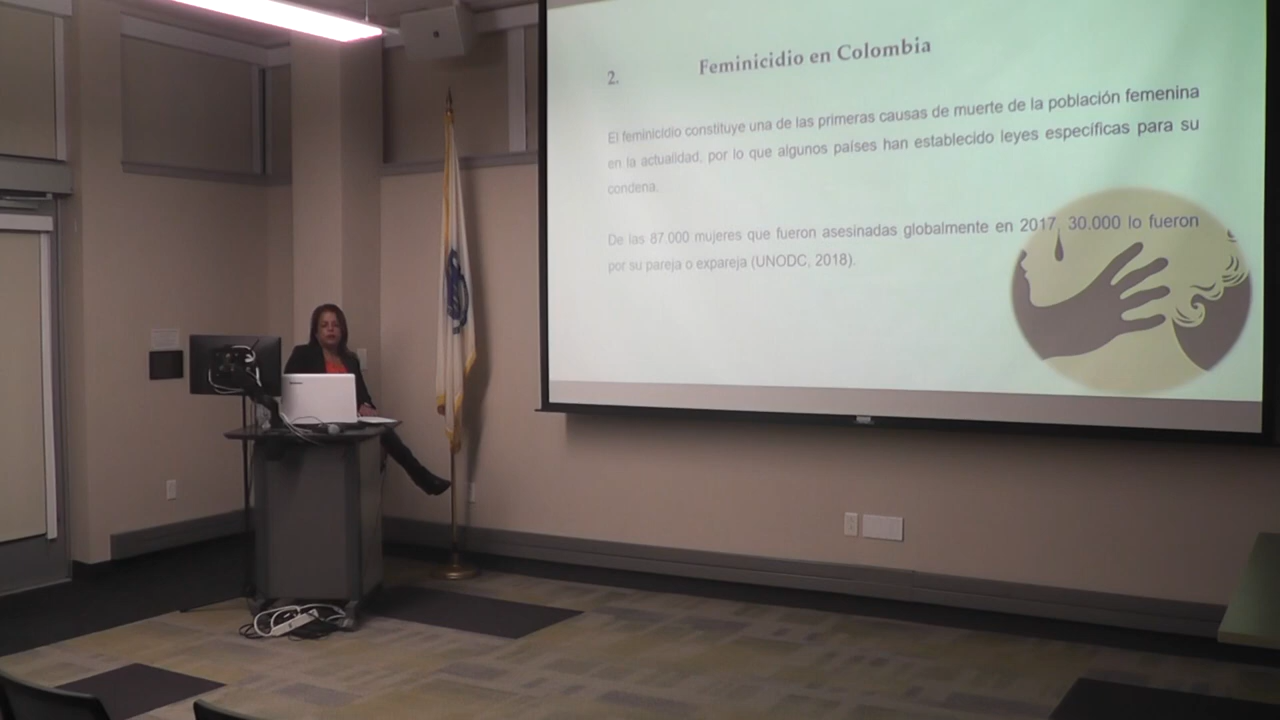 2. Feminicidio en Colombia
El feminicidio constituye una de las primeras causas de muerte de la población femenina
en la actualidad, por lo que algunos países han establecido leyes específicas para su
condena.
De las 87.000 mujeres que fueron asesinadas globalmente en 2017, 30.000 lo fueron
por su pareja o expareja (UNODC, 2018).